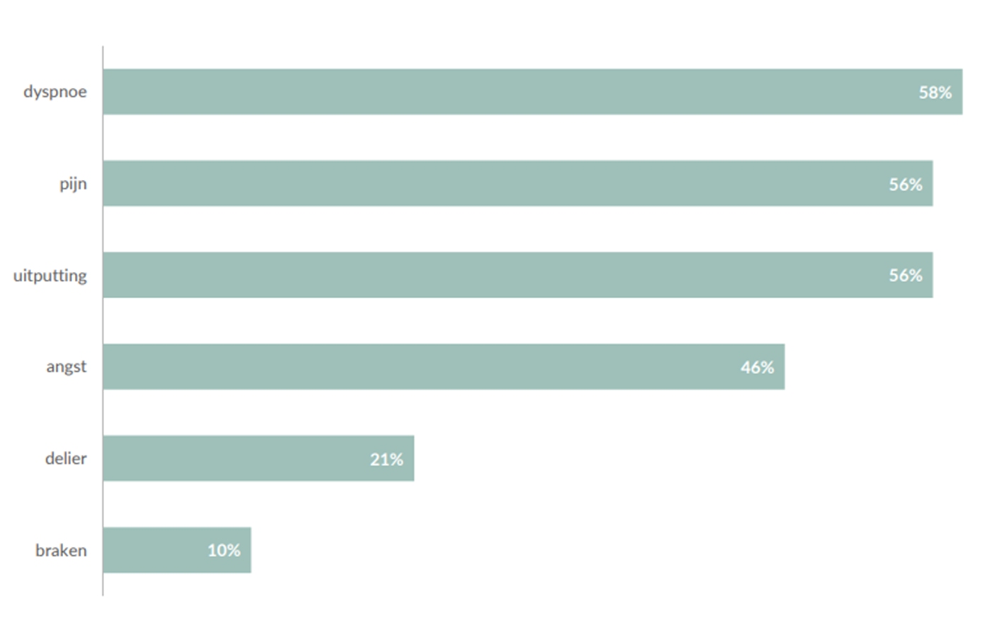 dyspnoe 58%
pijn 56%
uitputting 56%
angst 46%
delier 21%
braken 10%